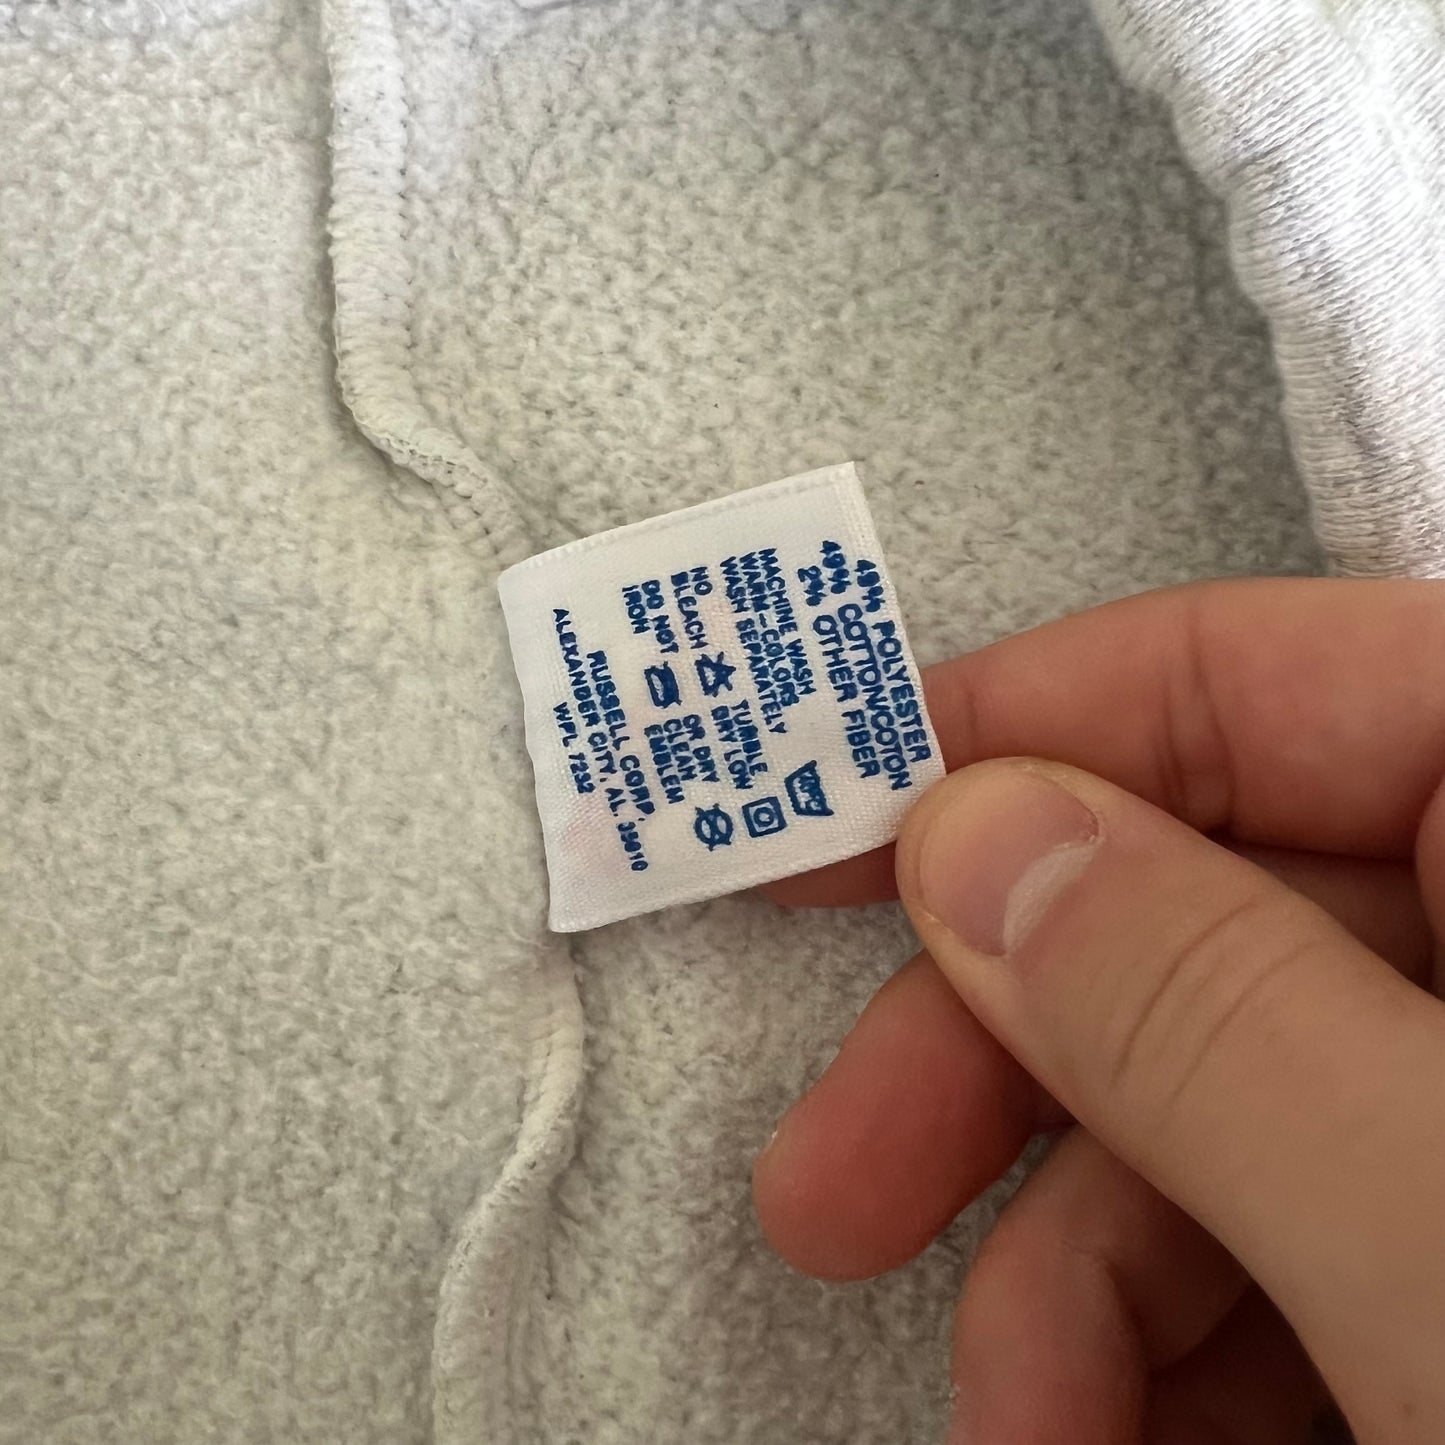 49% POLYESTER
49% COTTON/COTON
2% OTHER FIBER
MACHINE WASH
WARM-COLORS
WASH SEPARATELY
NO
BLEACH
TUMBLE
DRY LOW
DO NOT
IRON
OR DRY
CLEAN
EMBLEM
RUSSELL CORP.
ALEXANDER CITY, AL. 35010
WPL 7232